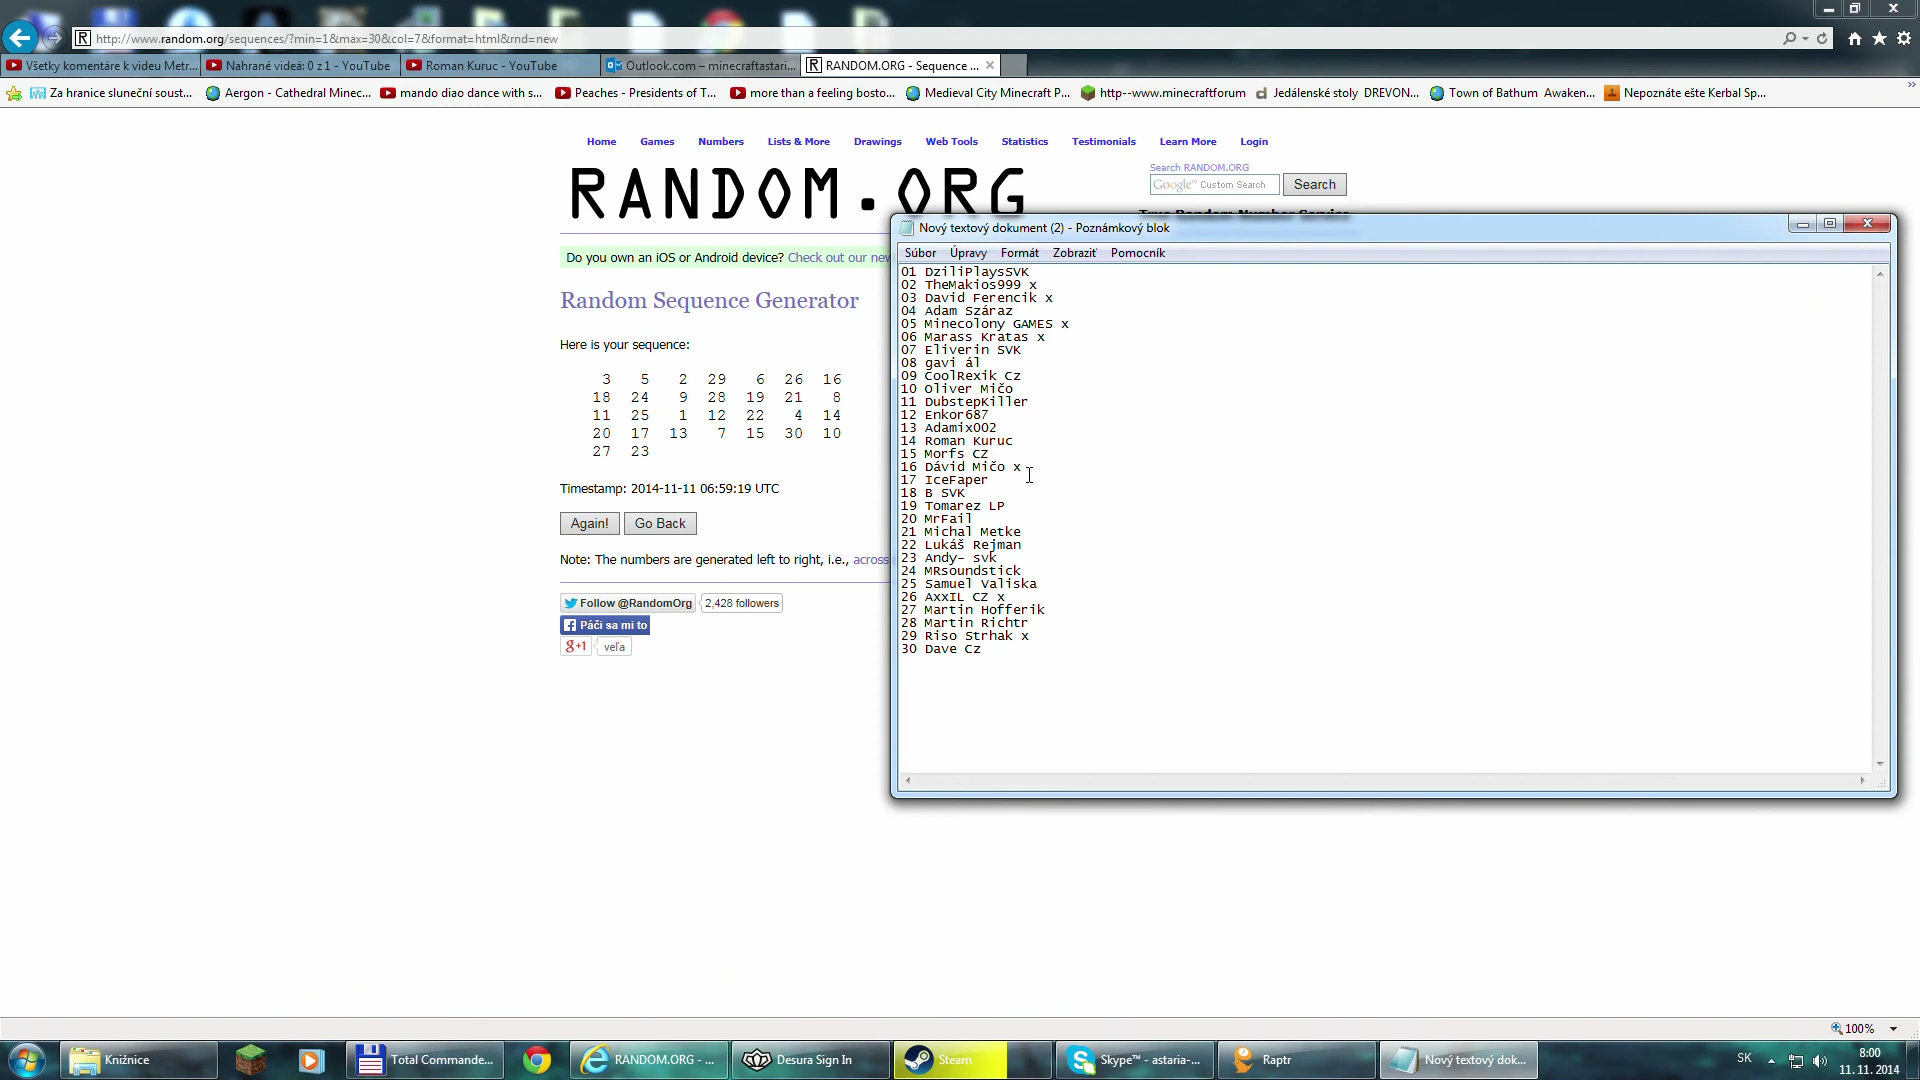 http://www.random.org/sequences/?min=1&max=30&col=7&format=html&rnd=new
Všetky komentáre k videu Metr... Nahrané videá: 0 z 1 - YouTube Roman Kuruc - YouTube Outlook.com – minecraftastari... RANDOM.ORG - Sequence ...
Za hranice sluneční soust... Aergon - Cathedral Minec... mando diao dance with s... Peaches - Presidents of T... more than a feeling bosto... Medieval City Minecraft P... http--www.minecraftforum Jedálenské stoly DREVON... Town of Bathum Awaken... Nepoznáte ešte Kerbal Sp...
Home Games Numbers Lists & More Drawings Web Tools Statistics Testimonials Learn More Login
Search RANDOM.ORG
Google™ Custom Search Search
RANDOM.ORG
True Random Number Service
Do you own an iOS or Android device? Check out our new
Random Sequence Generator
Here is your sequence:
3 5 2 29 6 26 16
18 24 9 28 19 21 8
11 25 1 12 22 4 14
20 17 13 7 15 30 10
27 23
Timestamp: 2014-11-11 06:59:19 UTC
Again! Go Back
Note: The numbers are generated left to right, i.e., across
Follow @RandomOrg 2,428 followers
Páči sa mi to
g+1 veľa
Nový textový dokument (2) - Poznámkový blok
Súbor Úpravy Formát Zobraziť Pomocník
01 DziliPlaysSVK
02 TheMakios999 x
03 David Ferencik x
04 Adam Száraz
05 Minecolony GAMES x
06 Marass Kratas x
07 Eliverin SVK
08 gavi ál
09 CoolRexik Cz
10 Oliver Mičo
11 DubstepKiller
12 Enkor687
13 Adamix002
14 Roman Kuruc
15 Morfs CZ
16 Dávid Mičo x
17 IceFaper
18 B SVK
19 Tomarez LP
20 MrFail
21 Michal Metke
22 Lukáš Rejman
23 Andy- svk
24 MRsoundstick
25 Samuel Valiska
26 AxxIL CZ x
27 Martin Hofferik
28 Martin Richtr
29 Riso Strhak x
30 Dave Cz
100%
Knižnice Total Commande... RANDOM.ORG - ... Desura Sign In Steam Skype™ - astaria-... Raptr Nový textový dok... SK 8:00
11. 11. 2014